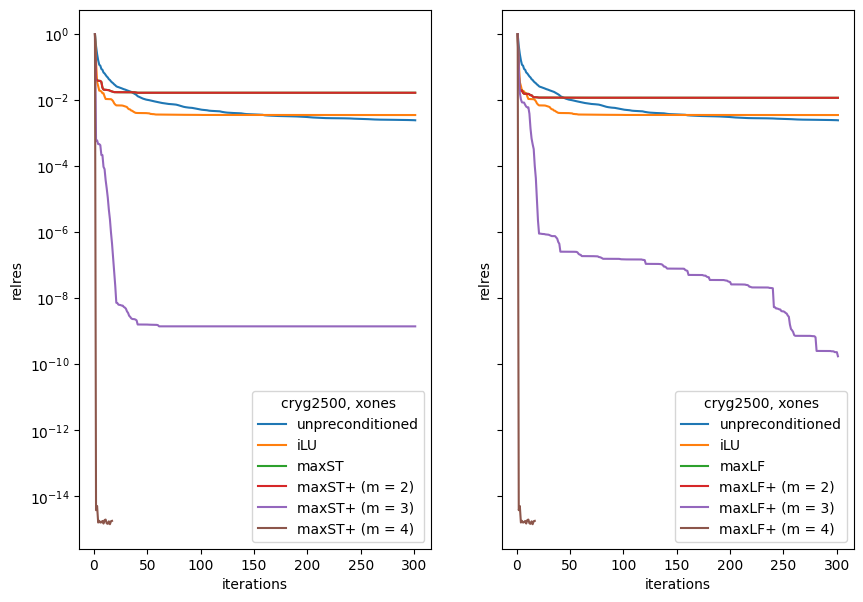 10⁰
10⁻²
10⁻⁴
10⁻⁶
10⁻⁸
10⁻¹⁰
10⁻¹²
10⁻¹⁴
relres
0 50 100 150 200 250 300
iterations
cryg2500, xones
unpreconditioned
iLU
maxST
maxST+ (m = 2)
maxST+ (m = 3)
maxST+ (m = 4)
relres
0 50 100 150 200 250 300
iterations
cryg2500, xones
unpreconditioned
iLU
maxLF
maxLF+ (m = 2)
maxLF+ (m = 3)
maxLF+ (m = 4)